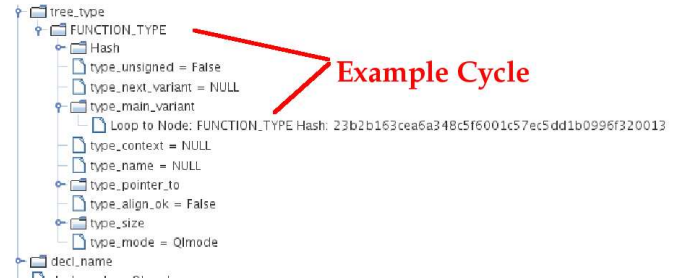 tree_type
FUNCTION_TYPE
Hash
type_unsigned = False
Example Cycle
type_next_variant = NULL
type_main_variant
Loop to Node: FUNCTION_TYPE Hash: 23b2b163cea6a348c5f6001c57ec5dd1b0996f320013
type_context = NULL
type_name = NULL
type_pointer_to
type_align_ok = False
type_size
type_mode = QImode
decl_name